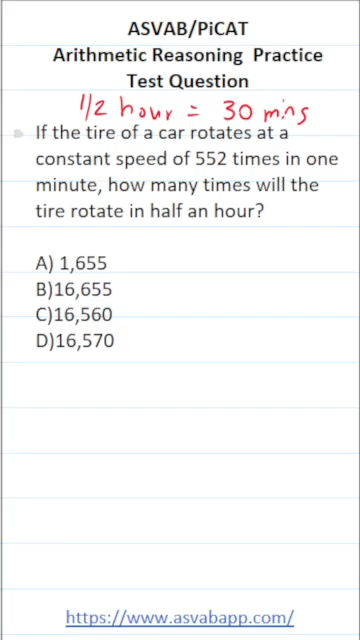 ASVAB/PiCAT
Arithmetic Reasoning Practice
Test Question
1/2 hour = 30 mins
If the tire of a car rotates at a
constant speed of 552 times in one
minute, how many times will the
tire rotate in half an hour?
A) 1,655
B)16,655
C)16,560
D)16,570
https://www.asvabapp.com/